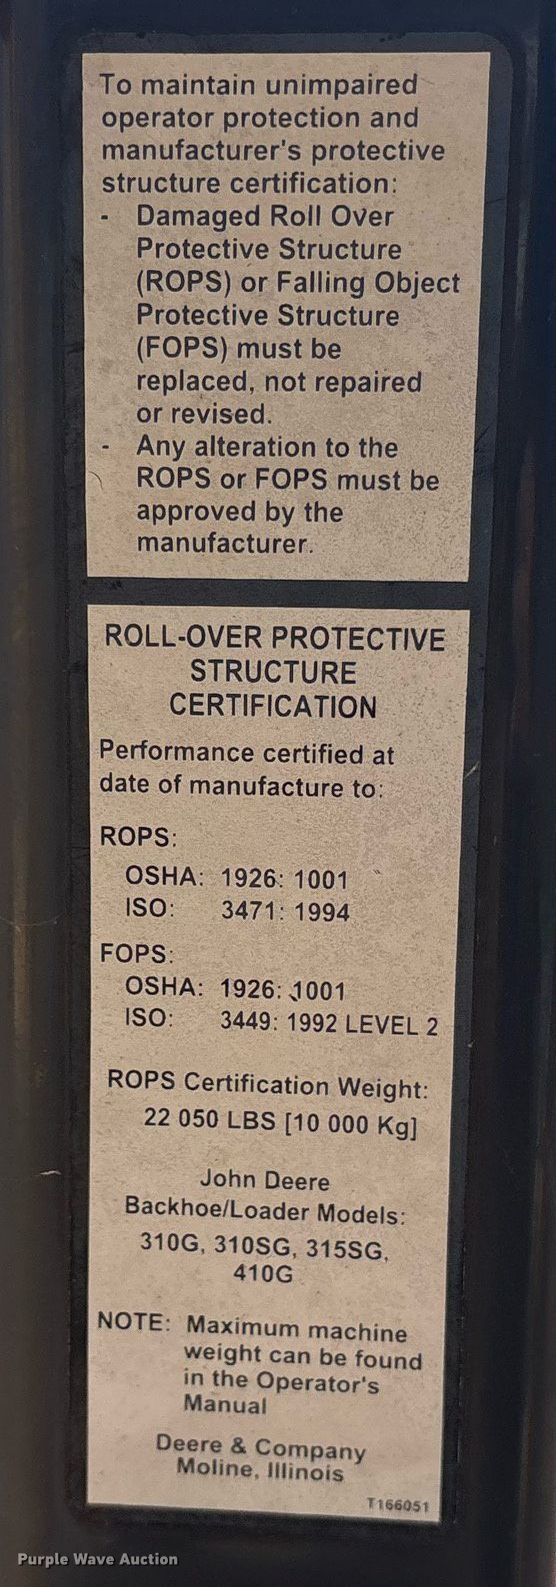 To maintain unimpaired
operator protection and
manufacturer's protective
structure certification:
- Damaged Roll Over
Protective Structure
(ROPS) or Falling Object
Protective Structure
(FOPS) must be
replaced, not repaired
or revised.
- Any alteration to the
ROPS or FOPS must be
approved by the
manufacturer.
ROLL-OVER PROTECTIVE
STRUCTURE
CERTIFICATION
Performance certified at
date of manufacture to:
ROPS:
OSHA: 1926: 1001
ISO: 3471: 1994
FOPS:
OSHA: 1926: 1001
ISO: 3449: 1992 LEVEL 2
ROPS Certification Weight:
22 050 LBS [10 000 Kg]
John Deere
Backhoe/Loader Models:
310G, 310SG, 315SG,
410G
NOTE: Maximum machine
weight can be found
in the Operator's
Manual
Deere & Company
Moline, Illinois
T166051
Purple Wave Auction